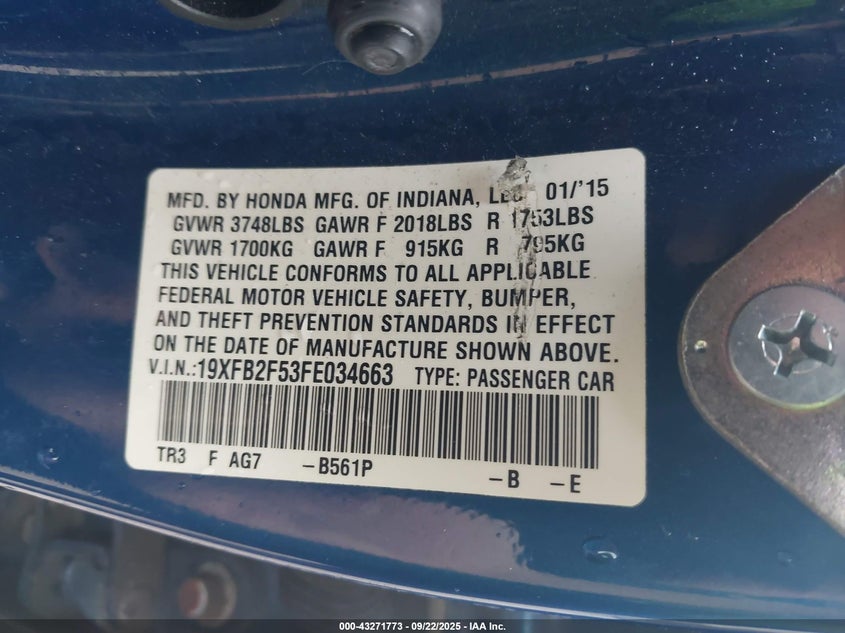 MFD. BY HONDA MFG. OF INDIANA, 01/'15
GVWR 3748LBS GAWR F 2018LBS R 1753LBS
GVWR 1700KG GAWR F 915KG R 795KG
THIS VEHICLE CONFORMS TO ALL APPLICABLE
FEDERAL MOTOR VEHICLE SAFETY, BUMPER,
AND THEFT PREVENTION STANDARDS IN EFFECT
ON THE DATE OF MANUFACTURE SHOWN ABOVE.
V.I.N.:19XFB2F53FE034663 TYPE: PASSENGER CAR
TR3 F AG7 -B561P -B -E
000-43271773 - 09/22/2025 - IAA Inc.